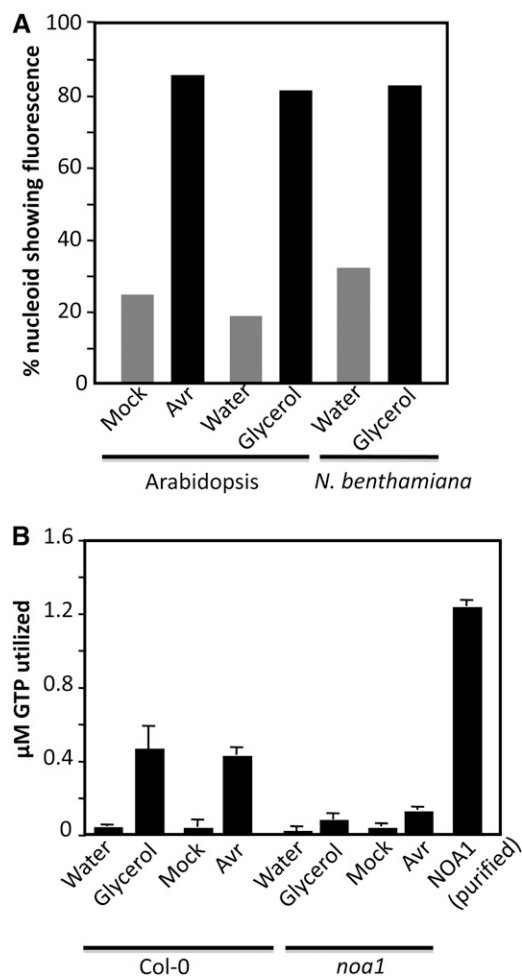 A
% nucleoid showing fluorescence
100
80
60
40
20
0
Mock
Avr
Water
Glycerol
Water
Glycerol
Arabidopsis
N. benthamiana
B
µM GTP utilized
1.6
1.2
0.8
0.4
0
Water
Glycerol
Mock
Avr
Water
Glycerol
Mock
Avr
NOA1
(purified)
Col-0
noa1